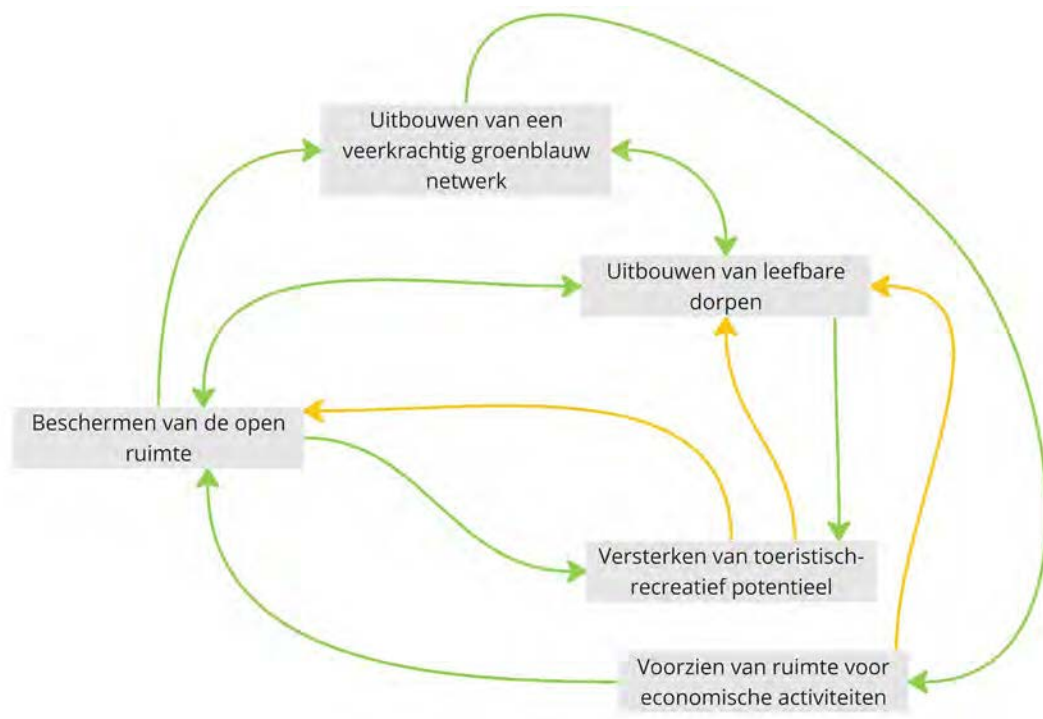 Uitbouwen van een
veerkrachtig groenblauw
netwerk
Uitbouwen van leefbare
dorpen
Beschermen van de open
ruimte
Versterken van toeristisch-
recreatief potentieel
Voorzien van ruimte voor
economische activiteiten